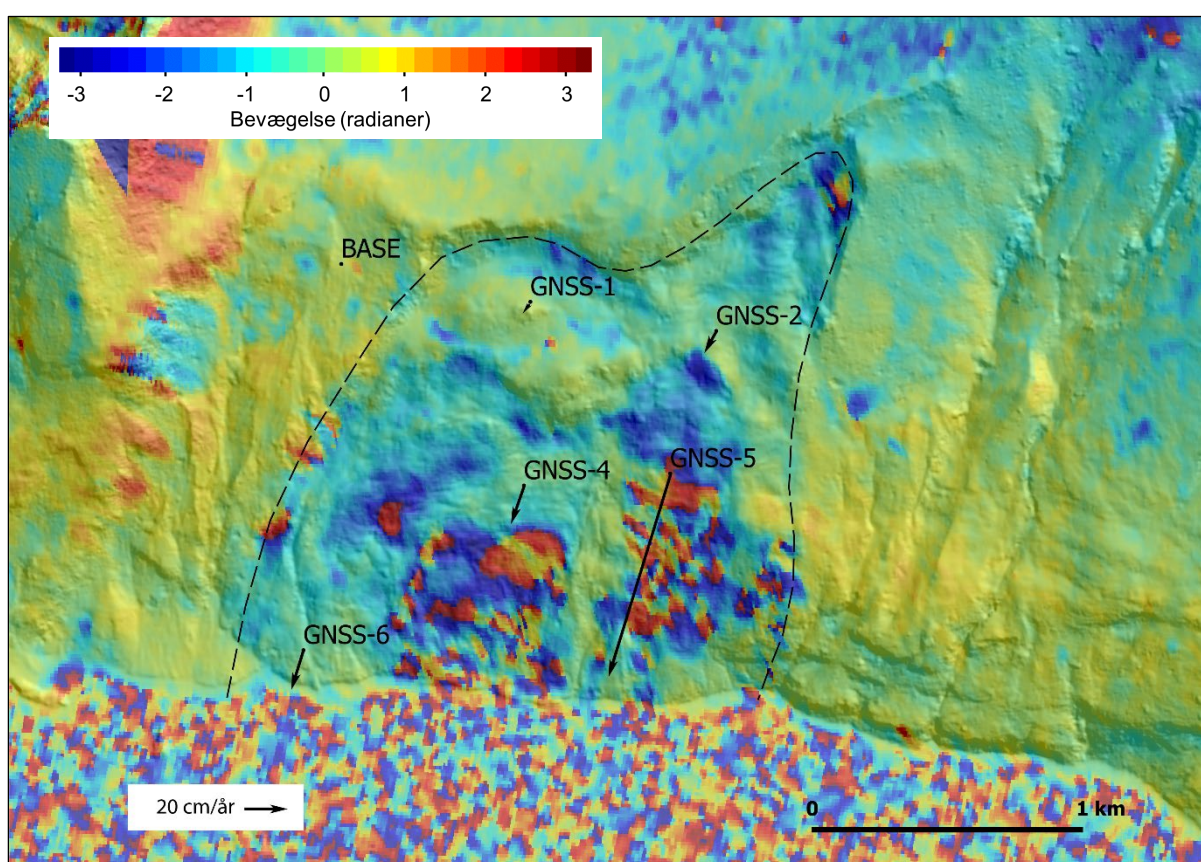 -3 -2 -1 0 1 2 3
Bevægelse (radianer)
BASE
GNSS-1
GNSS-2
GNSS-5
GNSS-4
GNSS-6
20 cm/år
0 1 km